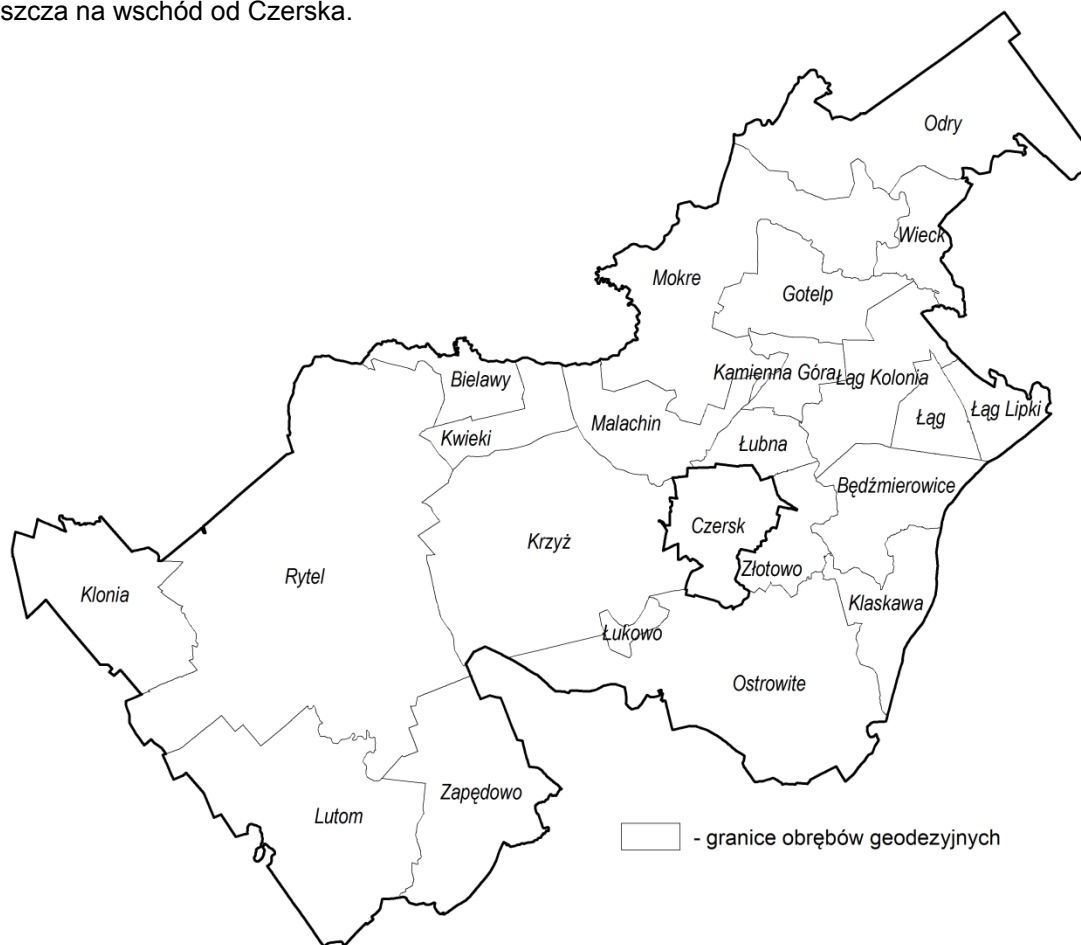 szcza na wschód od Czerska.
Odry
Wieck
Mokre
Gotelp
Kamienna Góra
Łąg Kolonia
Bielawy
Łąg
Łąg Lipki
Malachin
Kwieki
Łubna
Będźmierowice
Czersk
Krzyż
Złotowo
Rytel
Klonia
Klaskawa
Łukowo
Ostrowite
Zapędowo
Lutom
- granice obrębów geodezyjnych